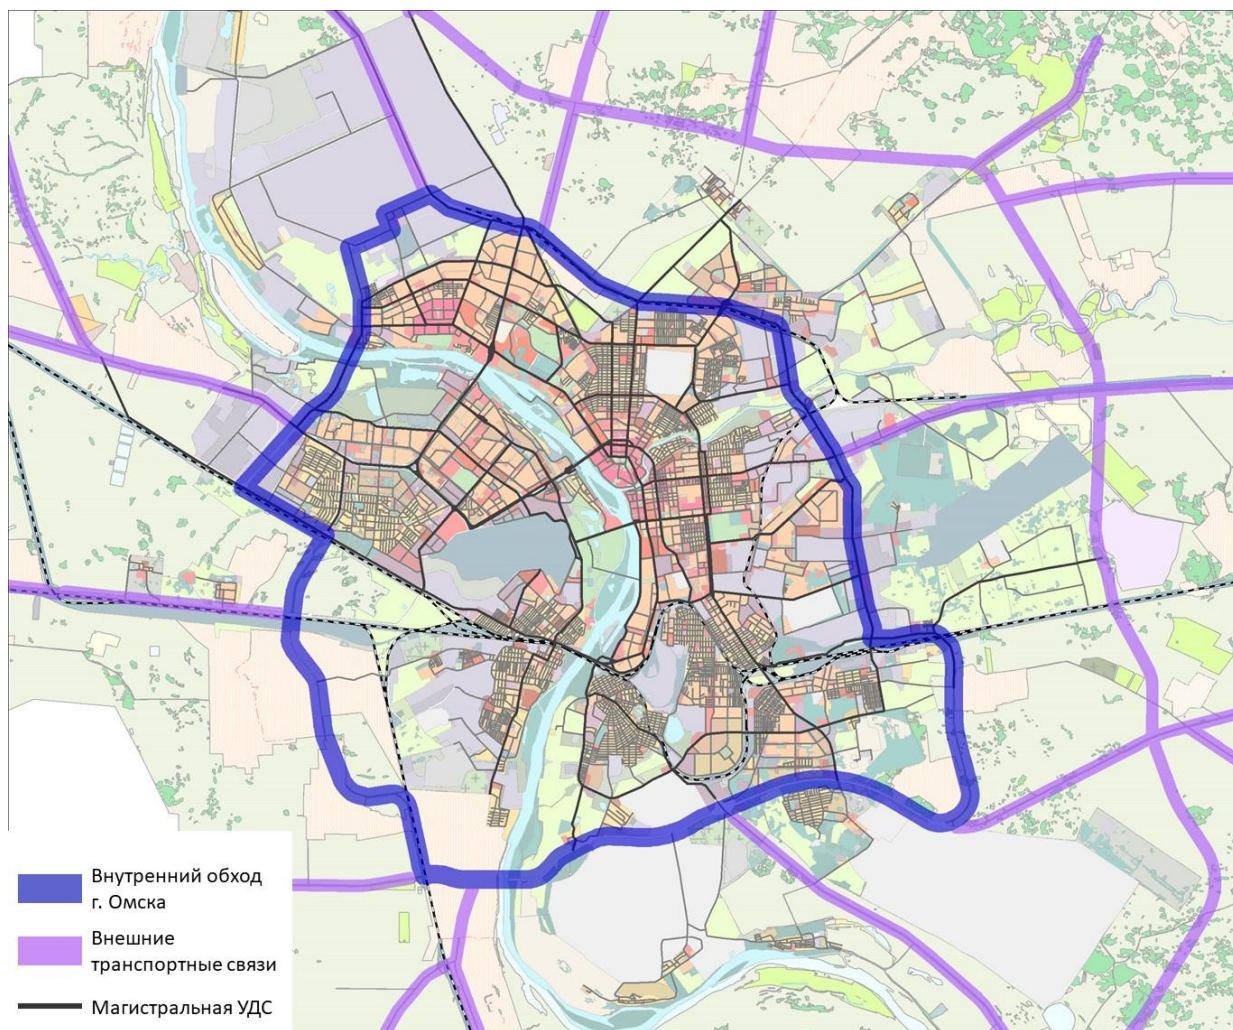 Внутренний обход
г. Омска
Внешние
транспортные связи
Магистральная УДС